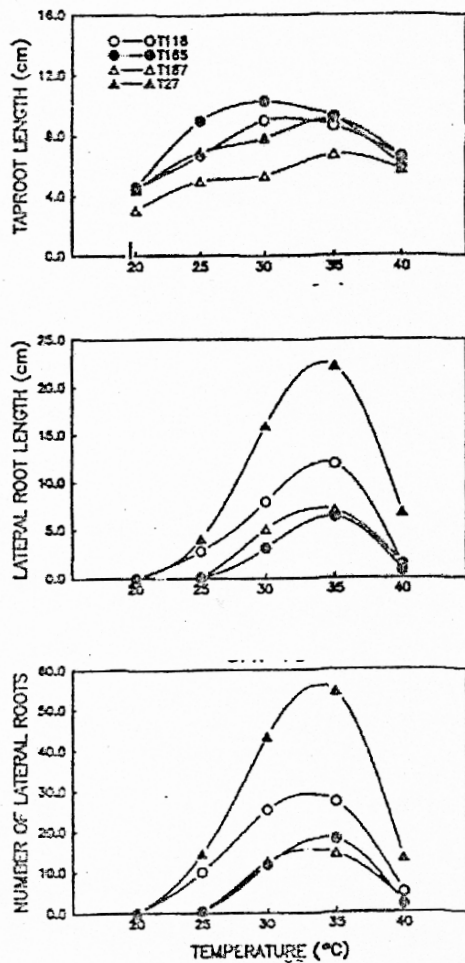 16.0
T118
T165
T187
T27
12.0
8.0
4.0
0.0
20 25 30 35 40
TAPROOT LENGTH (cm)
25.0
20.0
15.0
10.0
5.0
0.0
20 25 30 35 40
LATERAL ROOT LENGTH (cm)
60.0
50.0
40.0
30.0
20.0
10.0
0.0
20 25 30 35 40
NUMBER OF LATERAL ROOTS
TEMPERATURE (°C)